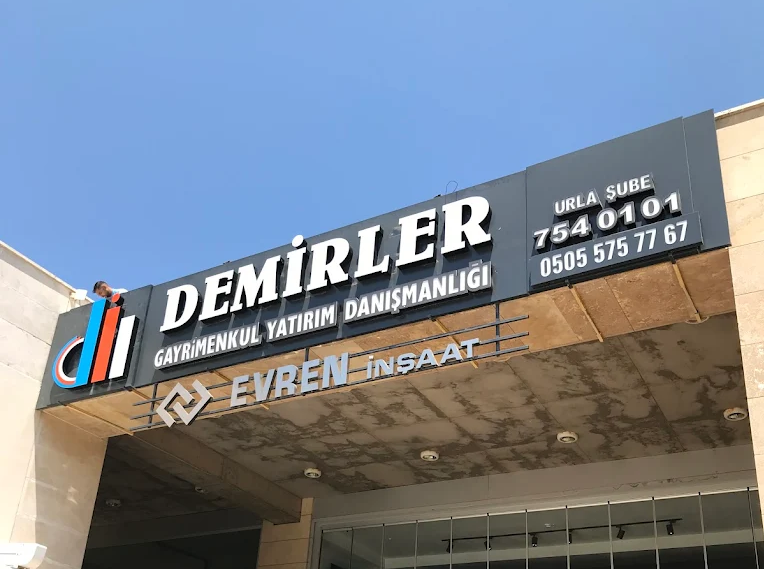 DEMİRLER
GAYRİMENKUL YATIRIM DANIŞMANLIĞI
EVREN İNŞAAT
URLA ŞUBE
754 01 01
0505 575 77 67